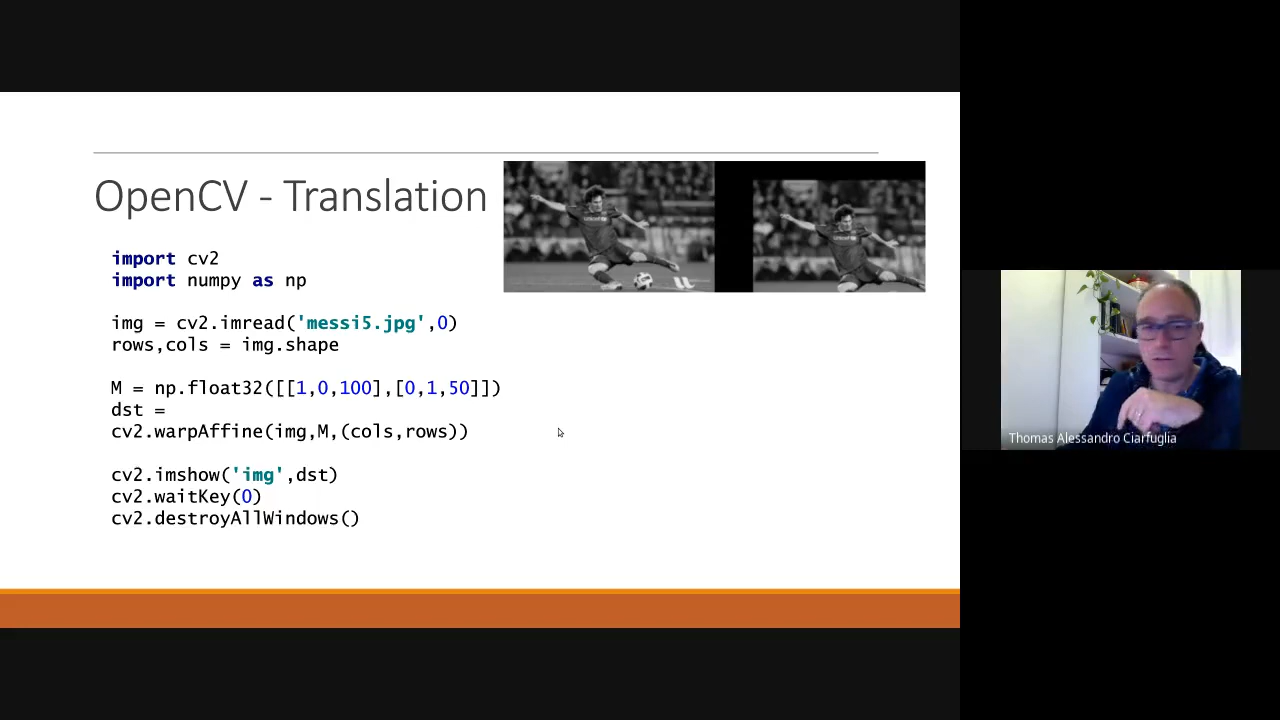 OpenCV - Translation
import cv2
import numpy as np
img = cv2.imread('messi5.jpg',0)
rows,cols = img.shape
M = np.float32([[1,0,100],[0,1,50]])
dst =
cv2.warpAffine(img,M,(cols,rows))
cv2.imshow('img',dst)
cv2.waitKey(0)
cv2.destroyAllWindows()
Thomas Alessandro Ciarfuglia